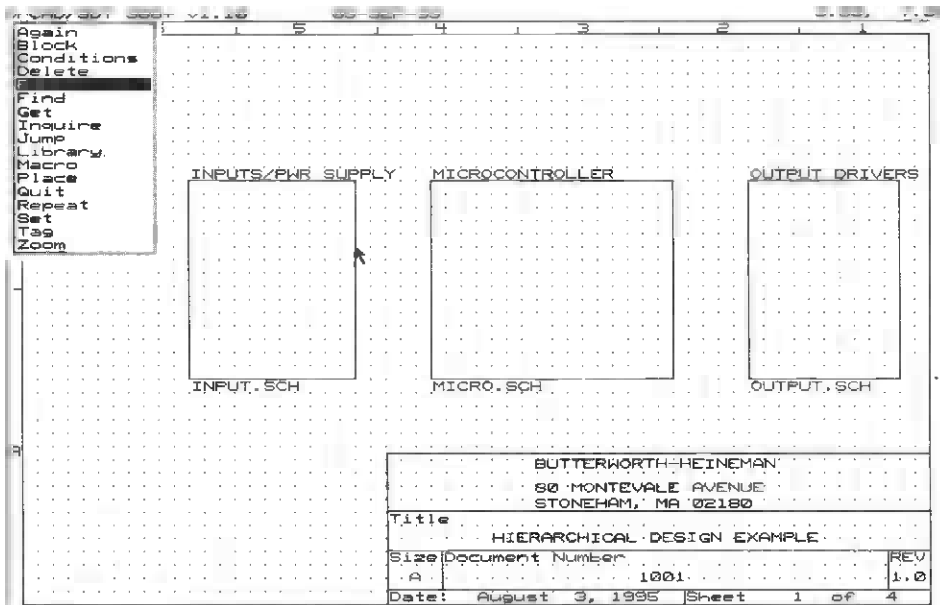 Again
Block
Conditions
Delete
Find
Get
Inquire
Jump
Library
Macro
Place
Quit
Repeat
Set
Tag
Zoom
5 4 3 2 1
INPUTS/PWR SUPPLY MICROCONTROLLER OUTPUT DRIVERS
INPUT.SCH MICRO.SCH OUTPUT.SCH
A
BUTTERWORTH-HEINEMAN
80 MONTEVALE AVENUE
STONEHAM, MA 02180
Title
HIERARCHICAL DESIGN EXAMPLE
Size Document Number REV
A 1001 1.0
Date: August 3, 1995 Sheet 1 of 4